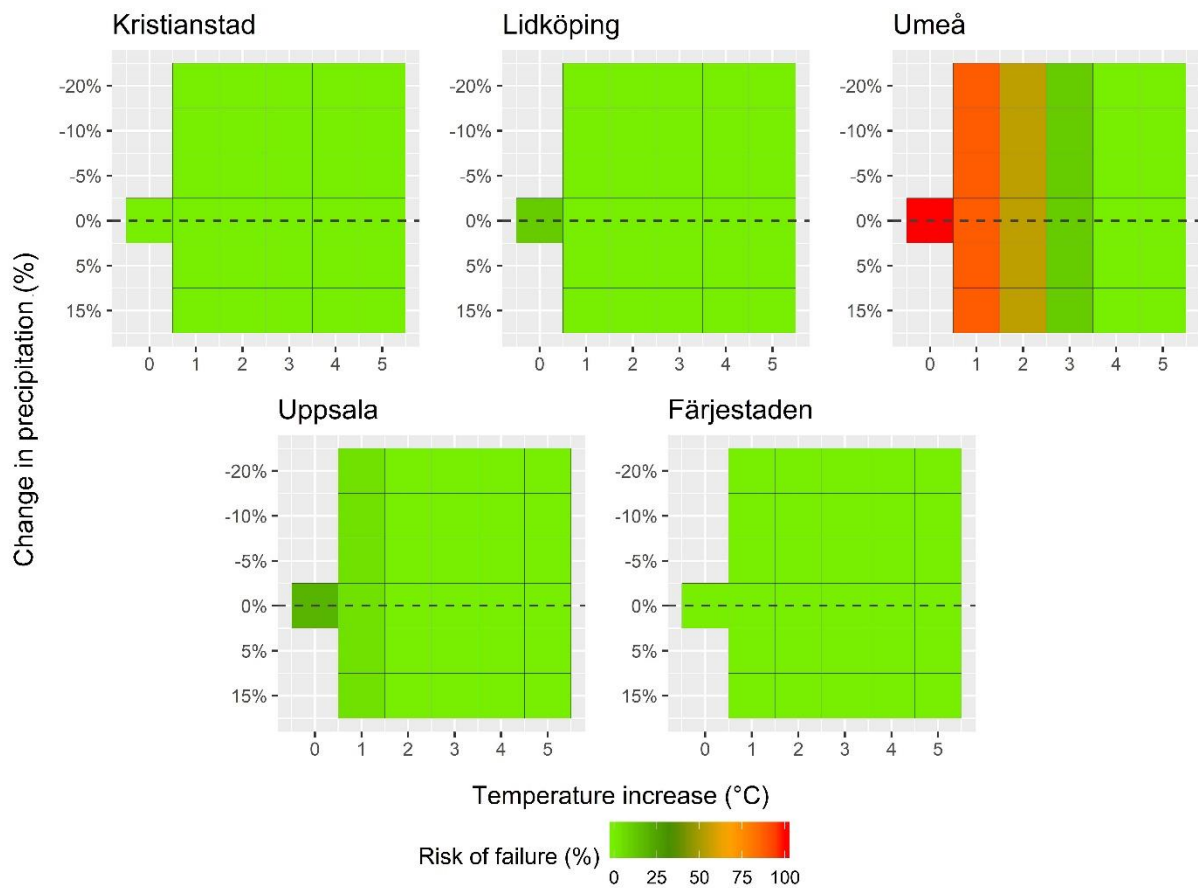 Kristianstad
Lidköping
Umeå
-20%
-10%
-5%
0%
5%
15%
0 1 2 3 4 5
-20%
-10%
-5%
0%
5%
15%
0 1 2 3 4 5
-20%
-10%
-5%
0%
5%
15%
0 1 2 3 4 5
Change in precipitation (%)
Uppsala
Färjestaden
-20%
-10%
-5%
0%
5%
15%
0 1 2 3 4 5
-20%
-10%
-5%
0%
5%
15%
0 1 2 3 4 5
Temperature increase (°C)
Risk of failure (%)
0 25 50 75 100